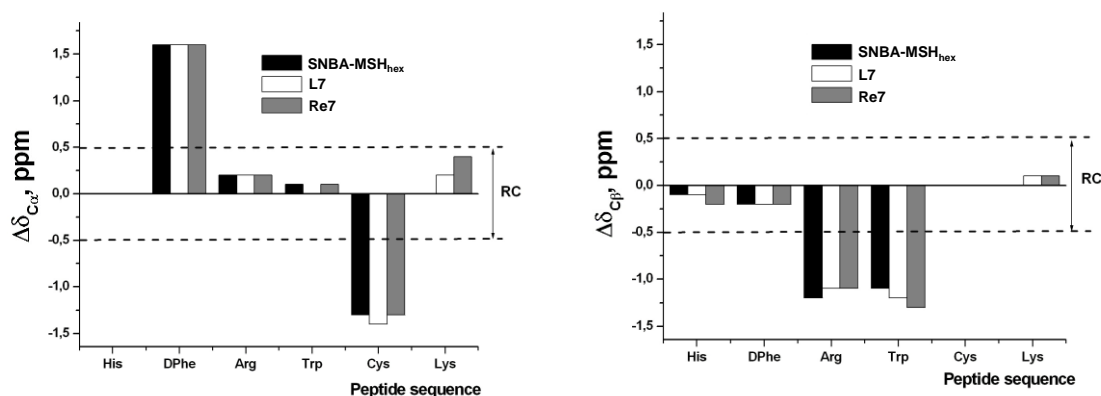 1,5
1,0
0,5
0,0
-0,5
-1,0
-1,5
ΔδCα, ppm
SNBA-MSHhex
L7
Re7
RC
His DPhe Arg Trp Cys Lys
Peptide sequence
1,5
1,0
0,5
0,0
-0,5
-1,0
-1,5
ΔδCβ, ppm
SNBA-MSHhex
L7
Re7
RC
His DPhe Arg Trp Cys Lys
Peptide sequence